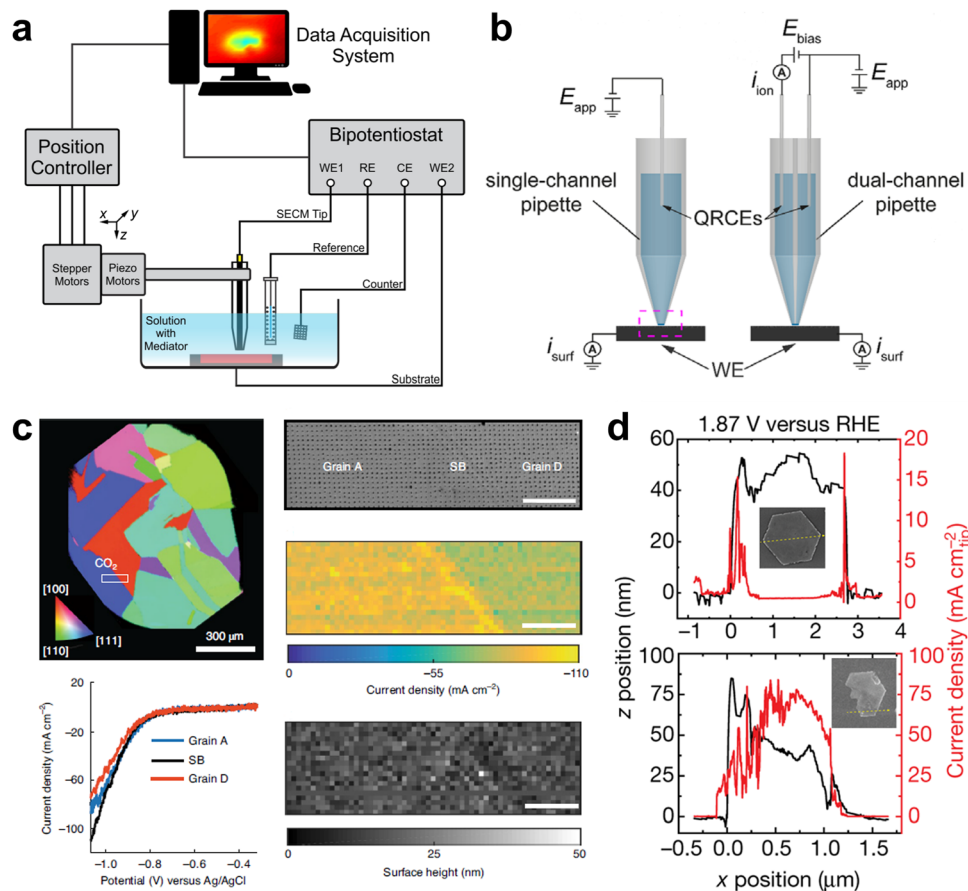 a
Data Acquisition
System
Position
Controller
Bipotentiostat
WE1 RE CE WE2
x y
z
SECM Tip
Reference
Stepper
Motors
Piezo
Motors
Counter
Solution
with
Mediator
Substrate
b
E_bias
E_app
i_ion
E_app
single-channel
pipette
QRCEs
dual-channel
pipette
i_surf
WE
i_surf
c
CO₂
[100]
[111]
[110]
300 μm
Grain A SB Grain D
0 −55 −110
Current density (mA cm⁻²)
0 25 50
Surface height (nm)
20
−20
−60
−100
Current density (mA cm⁻²)
Grain A
SB
Grain D
−1.0 −0.8 −0.6 −0.4
Potential (V) versus Ag/AgCl
d
1.87 V versus RHE
60
40
20
0
20
15
10
5
0
−1 0 1 2 3 4
100
75
50
25
0
100
75
50
25
0
−0.5 0.0 0.5 1.0 1.5 2.0
z position (nm)
Current density (mA cm⁻²_tip)
x position (μm)